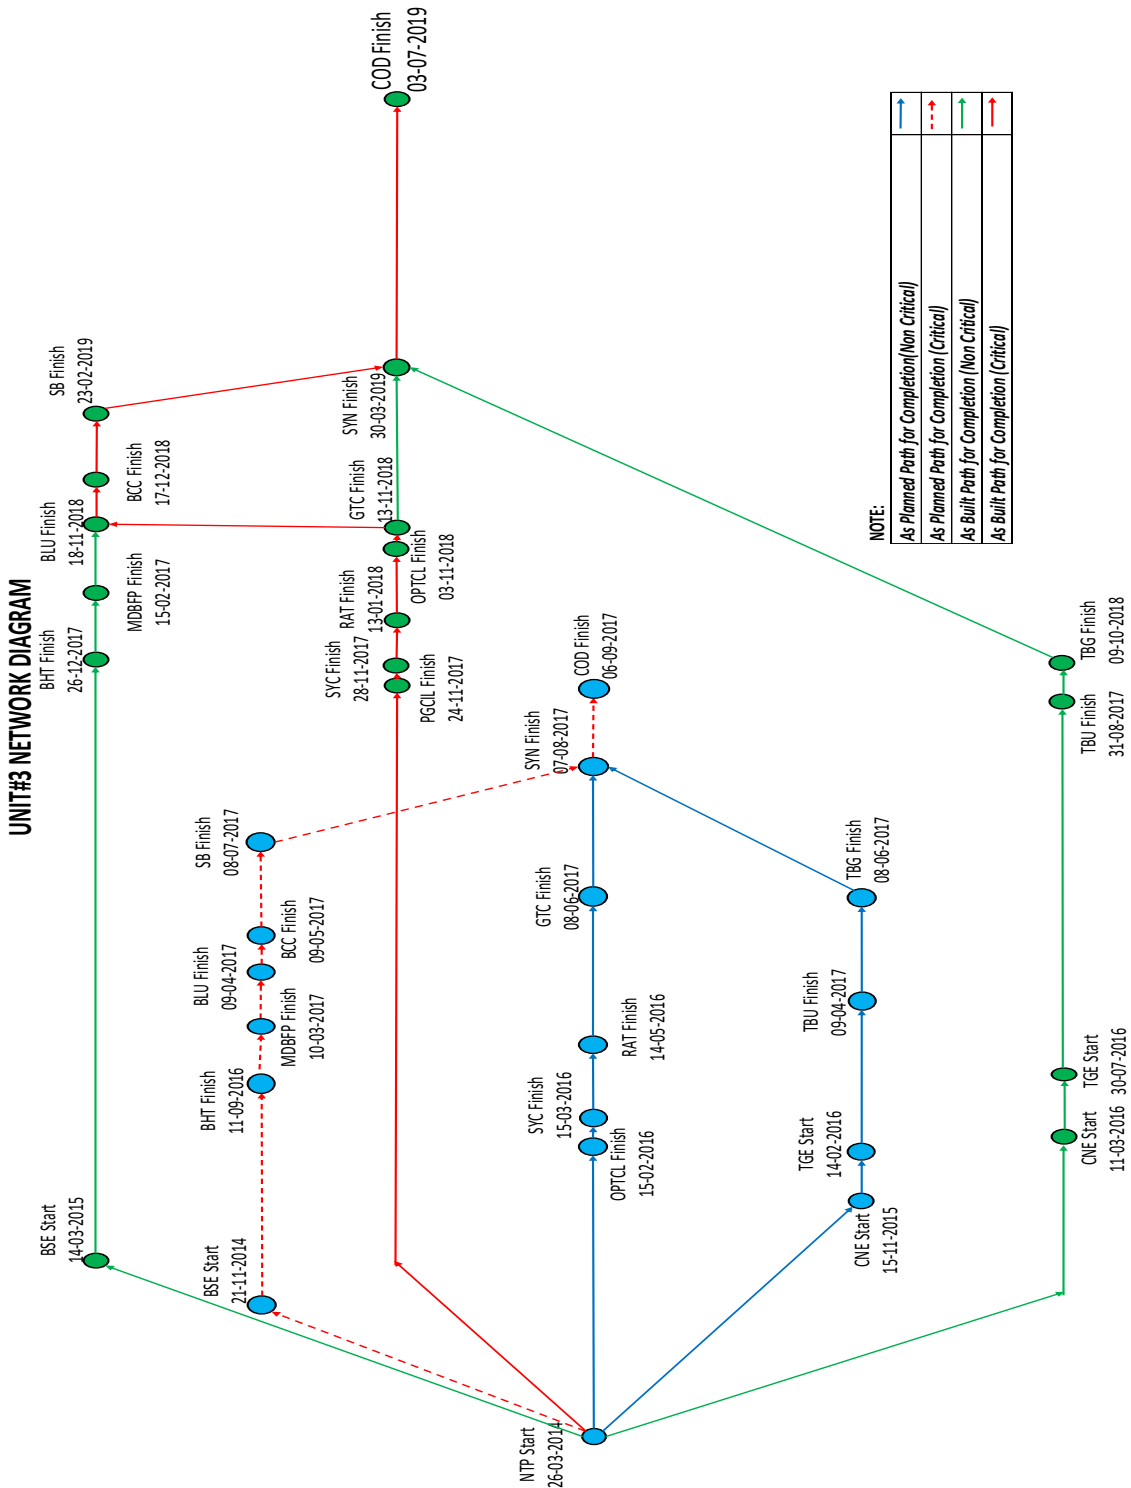 UNIT#3 NETWORK DIAGRAM
BSE Start
14-03-2015
BHT Finish
26-12-2017
MDBFP Finish
15-02-2017
BLU Finish
18-11-2018
BCC Finish
17-12-2018
SB Finish
23-02-2019
BSE Start
21-11-2014
BHT Finish
11-09-2016
MDBFP Finish
10-03-2017
BLU Finish
09-04-2017
BCC Finish
09-05-2017
SB Finish
08-07-2017
PGCIL Finish
24-11-2017
SYC Finish
28-11-2017
RAT Finish
13-01-2018
OPTCL Finish
03-11-2018
GTC Finish
13-11-2018
SYN Finish
30-03-2019
COD Finish
03-07-2019
NTP Start
26-03-2014
OPTCL Finish
15-02-2016
SYC Finish
15-03-2016
RAT Finish
14-05-2016
GTC Finish
08-06-2017
SYN Finish
07-08-2017
COD Finish
06-09-2017
CNE Start
15-11-2015
TGE Start
14-02-2016
TBU Finish
09-04-2017
TBG Finish
08-06-2017
CNE Start
11-03-2016
TGE Start
30-07-2016
TBU Finish
31-08-2017
TBG Finish
09-10-2018
NOTE:
As Planned Path for Completion(Non Critical)
As Planned Path for Completion (Critical)
As Built Path for Completion (Non Critical)
As Built Path for Completion (Critical)